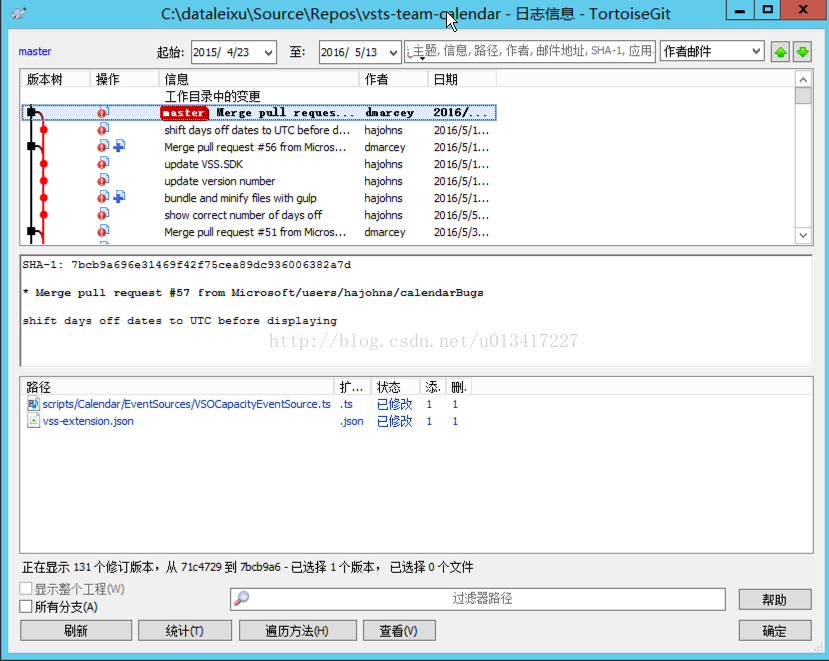 C:\dataleixu\Source\Repos\vsts-team-calendar - 日志信息 - TortoiseGit
master 起始: 2015/ 4/23 至: 2016/ 5/13 主题, 信息, 路径, 作者, 邮件地址, SHA-1, 应用 作者邮件
版本树 操作 信息 作者 日期
工作目录中的变更
master Merge pull reques... dmarcey 2016/...
shift days off dates to UTC before d... hajohns 2016/5/1...
Merge pull request #56 from Micros... dmarcey 2016/5/1...
update VSS.SDK hajohns 2016/5/1...
update version number hajohns 2016/5/1...
bundle and minify files with gulp hajohns 2016/5/1...
show correct number of days off hajohns 2016/5/5...
Merge pull request #51 from Micros... dmarcey 2016/5/3...
SHA-1: 7bcb9a696e31469f42f75cea89dc936006382a7d
* Merge pull request #57 from Microsoft/users/hajohns/calendarBugs
shift days off dates to UTC before displaying
http://blog.csdn.net/u013417227
路径 扩... 状态 添. 删.
scripts/Calendar/EventSources/VSOCapacityEventSource.ts .ts 已修改 1 1
vss-extension.json .json 已修改 1 1
正在显示 131 个修订版本，从 71c4729 到 7bcb9a6 - 已选择 1 个版本， 已选择 0 个文件
显示整个工程(W)
所有分支(A) 过滤器路径 帮助
刷新 统计(T) 遍历方法(H) 查看(V) 确定